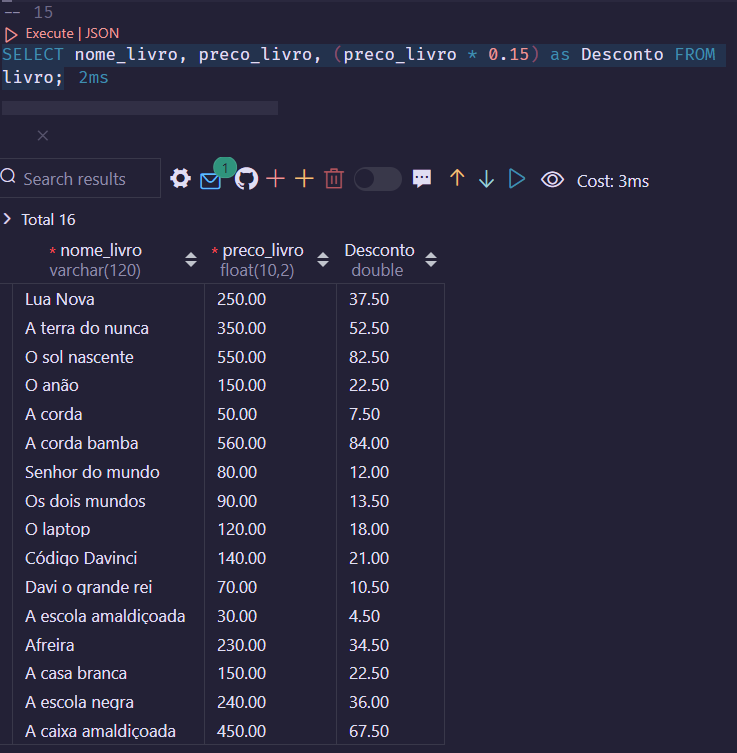 -- 15
Execute | JSON
SELECT nome_livro, preco_livro, (preco_livro * 0.15) as Desconto FROM
livro; 2ms
Search results 1 Cost: 3ms
Total 16
* nome_livro * preco_livro Desconto
varchar(120) float(10,2) double
Lua Nova 250.00 37.50
A terra do nunca 350.00 52.50
O sol nascente 550.00 82.50
O anão 150.00 22.50
A corda 50.00 7.50
A corda bamba 560.00 84.00
Senhor do mundo 80.00 12.00
Os dois mundos 90.00 13.50
O laptop 120.00 18.00
Código Davinci 140.00 21.00
Davi o grande rei 70.00 10.50
A escola amaldiçoada 30.00 4.50
Afreira 230.00 34.50
A casa branca 150.00 22.50
A escola negra 240.00 36.00
A caixa amaldiçoada 450.00 67.50